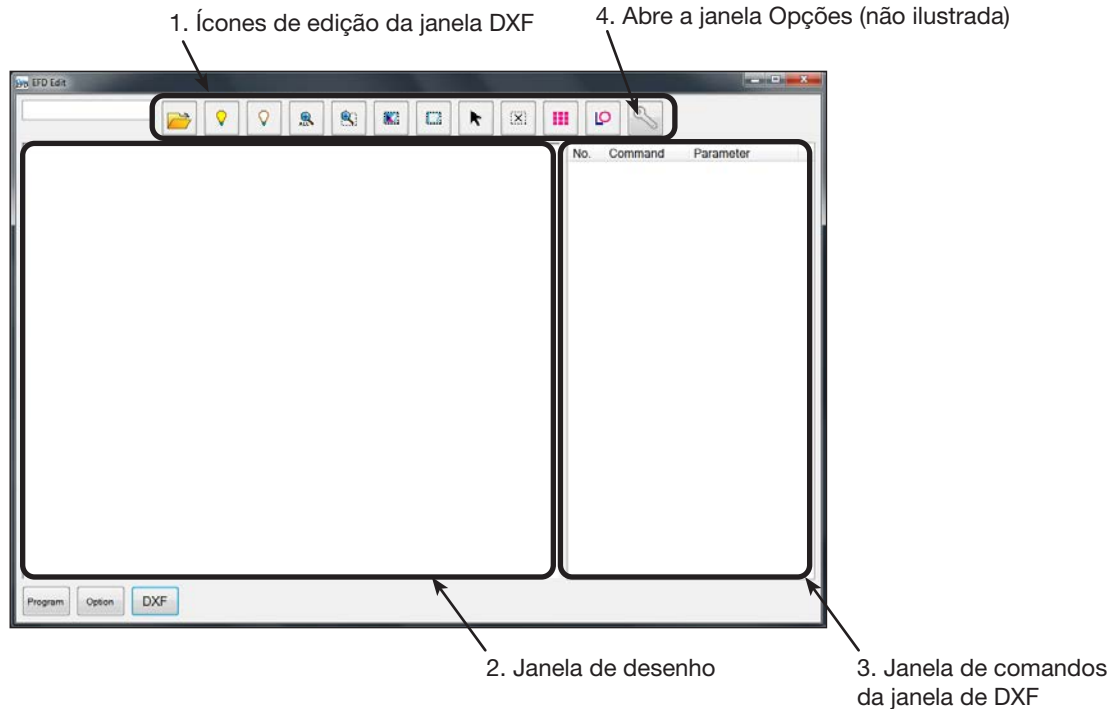 1. Ícones de edição da janela DXF
4. Abre a janela Opções (não ilustrada)
EFD Edit
ALL
No. Command Parameter
Program Option DXF
2. Janela de desenho
3. Janela de comandos
da janela de DXF